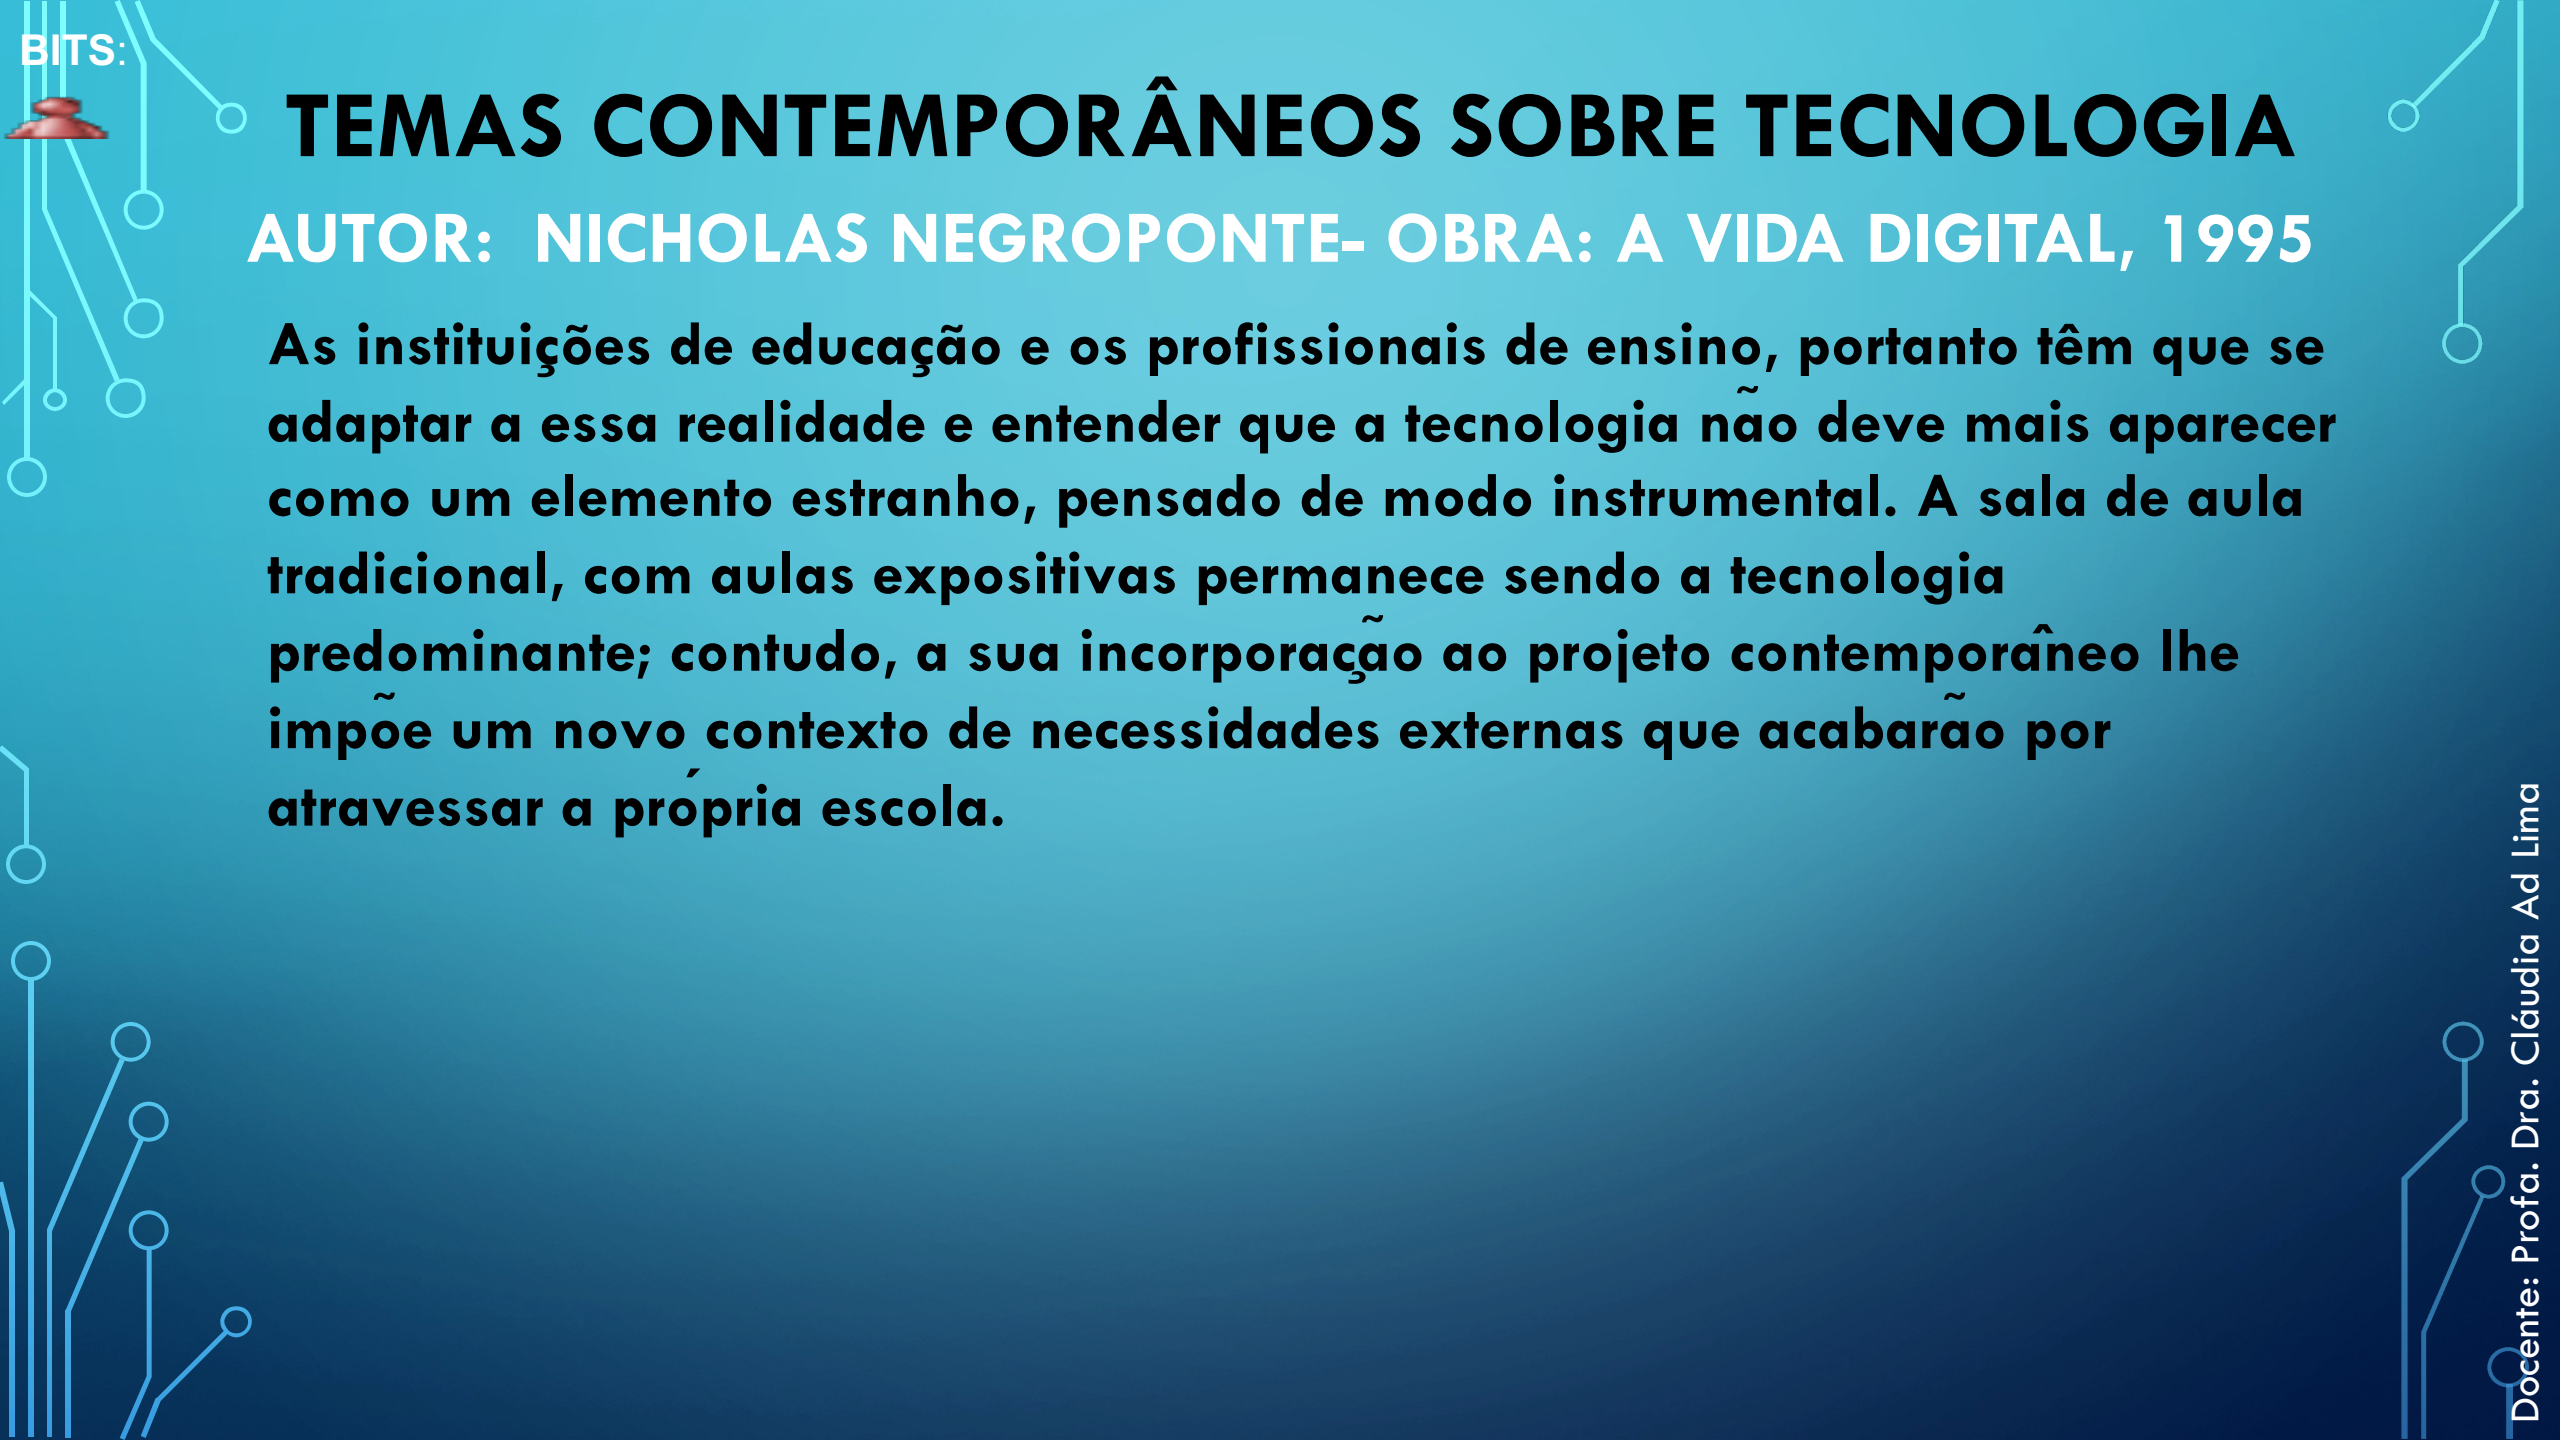 BITS:
TEMAS CONTEMPORÂNEOS SOBRE TECNOLOGIA
AUTOR: NICHOLAS NEGROPONTE- OBRA: A VIDA DIGITAL, 1995
As instituições de educação e os profissionais de ensino, portanto têm que se
adaptar a essa realidade e entender que a tecnologia não deve mais aparecer
como um elemento estranho, pensado de modo instrumental. A sala de aula
tradicional, com aulas expositivas permanece sendo a tecnologia
predominante; contudo, a sua incorporação ao projeto contemporâneo lhe
impõe um novo contexto de necessidades externas que acabarão por
atravessar a própria escola.
Docente: Profa. Dra. Cláudia Ad Lima